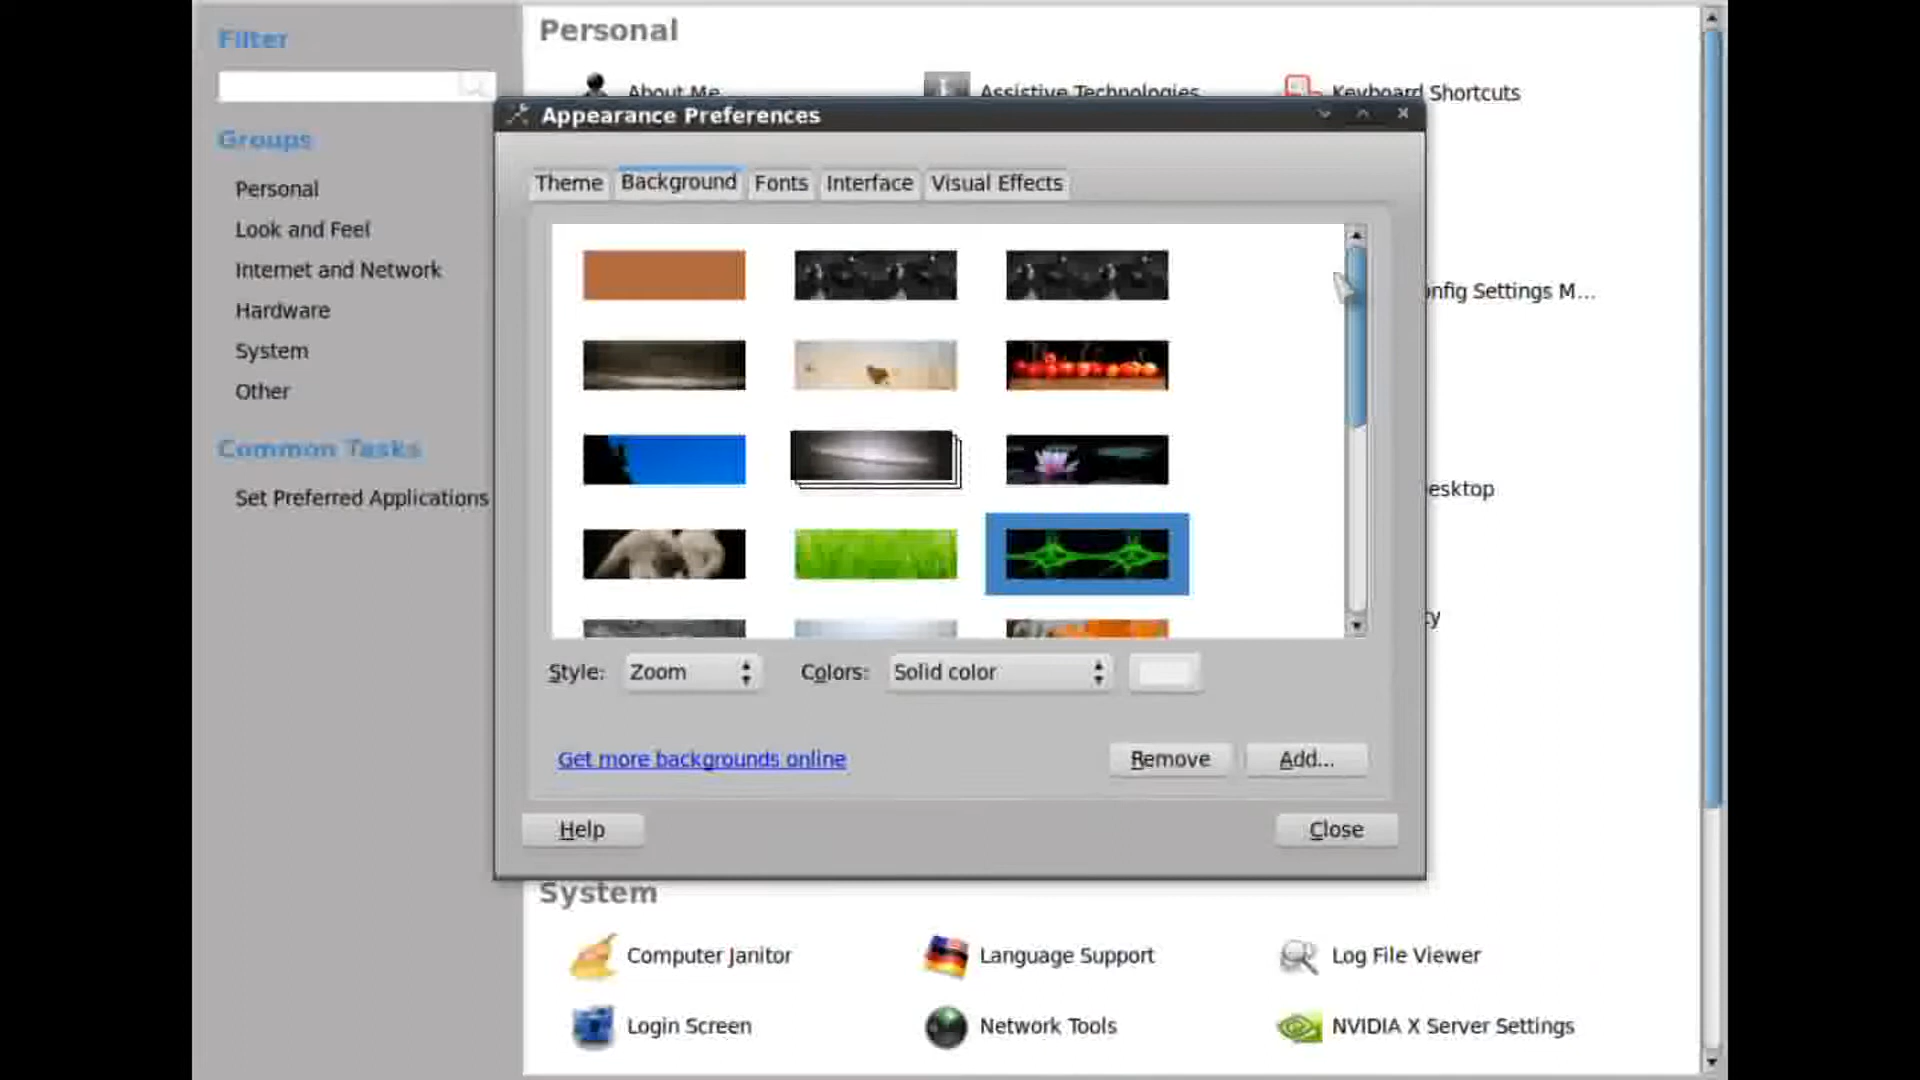 Filter
Groups
Personal
Look and Feel
Internet and Network
Hardware
System
Other
Common Tasks
Set Preferred Applications
Personal
About Me
Assistive Technologies
Keyboard Shortcuts
Appearance Preferences
Theme
Background
Fonts
Interface
Visual Effects
onfig Settings M...
esktop
ty
Style:
Zoom
Colors:
Solid color
Get more backgrounds online
Remove
Add...
Help
Close
System
Computer Janitor
Language Support
Log File Viewer
Login Screen
Network Tools
NVIDIA X Server Settings